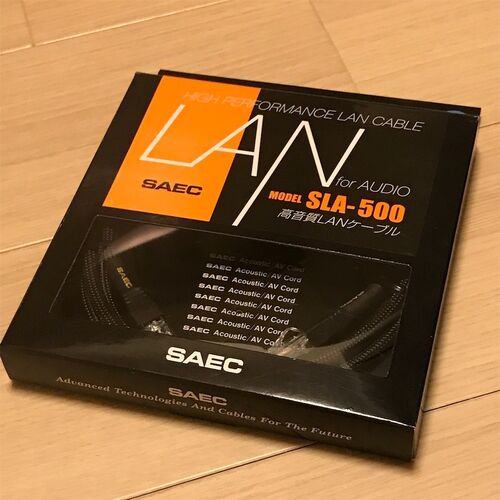 HIGH PERFORMANCE LAN CABLE
LAN
for AUDIO
SAEC
MODEL SLA-500
高音質LANケーブル
SAEC Acoustic/AV Cord
SAEC Acoustic/AV Cord
SAEC Acoustic/AV Cord
SAEC Acoustic/AV Cord
SAEC Acoustic/AV Cord
SAEC Acoustic/AV Cord
SAEC Acoustic/AV Cord
SAEC
SAEC
Advanced Technologies And Cables For The Future